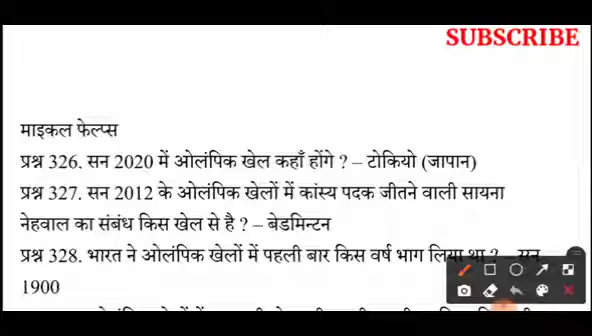 SUBSCRIBE
माइकल फेल्प्स
प्रश्न 326. सन 2020 में ओलंपिक खेल कहाँ होंगे ? – टोकियो (जापान)
प्रश्न 327. सन 2012 के ओलंपिक खेलों में कांस्य पदक जीतने वाली सायना
नेहवाल का संबंध किस खेल से है ? – बेडमिन्टन
प्रश्न 328. भारत ने ओलंपिक खेलों में पहली बार किस वर्ष भाग लिया था ? – सन
1900